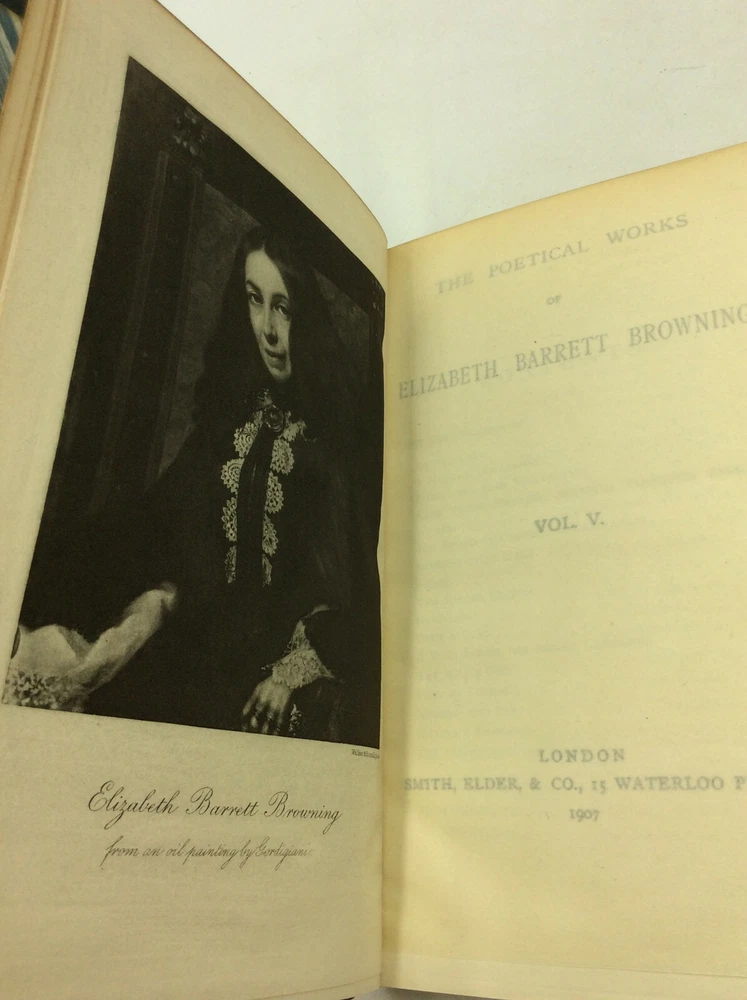 Elizabeth Barrett Browning
from an oil painting by Gordigiani
THE POETICAL WORKS
OF
ELIZABETH BARRETT BROWNING
VOL. V.
LONDON
SMITH, ELDER, & CO., 15 WATERLOO P
1907